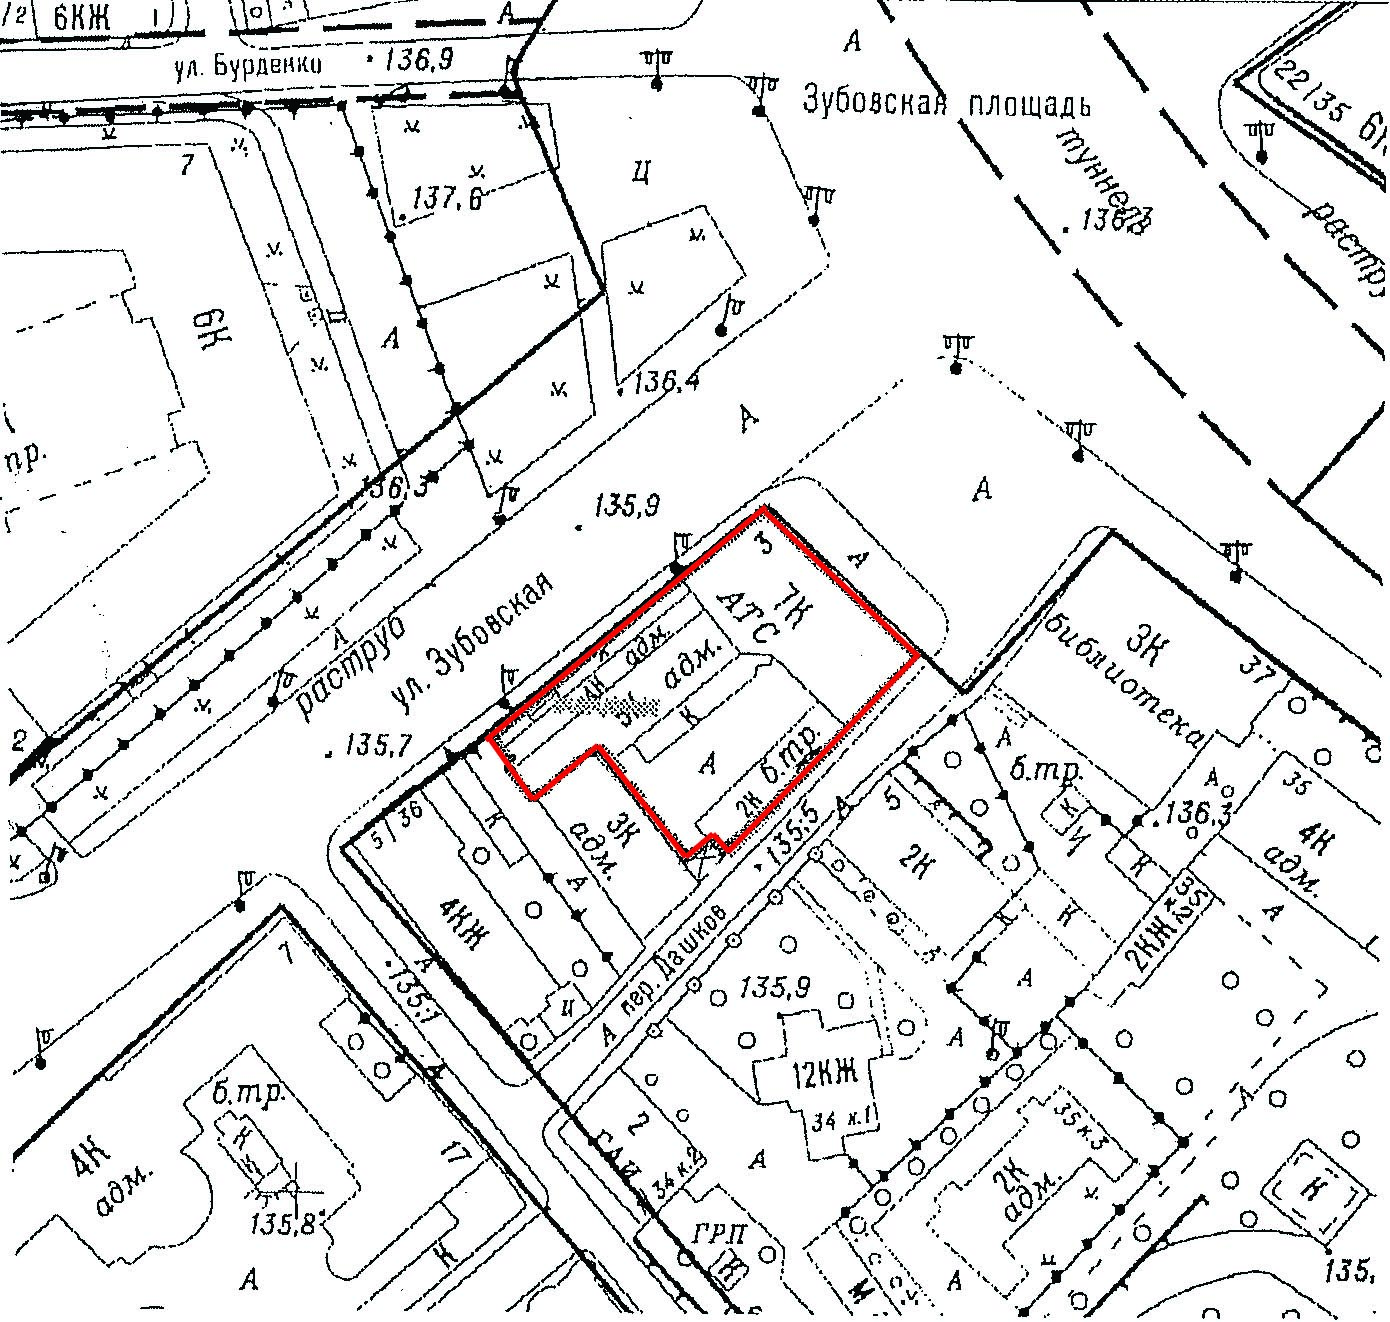 6КЖ
1
А
ул. Бурденко
136,9
А
Зубовская площадь
22135
туннель
136,3
7
137,6
Ц
6К
А
пр.
136,4
А
136,3
135,9
А
ул. Зубовская
раструб
А
3
7К
АТС
А
К
адм.
адм.
К
А
2К б.тр.
3К
библиотека
37
2
135,7
5/36
К
3К
адм.
А
4КЖ
Ц
135,5
А
пер. Дашков
А
5
2К
А
б.тр.
К
К
136,3
А
35
4К
адм.
А
К
К
2КЖ
А
7
А
135,1
А
135,9
12КЖ
34 к.1
А
б.тр.
4К
адм.
135,8
А
17
К
2
34 к.2
А
ГРП
К
35 к.3
2К
адм.
А
М
А
К
135,